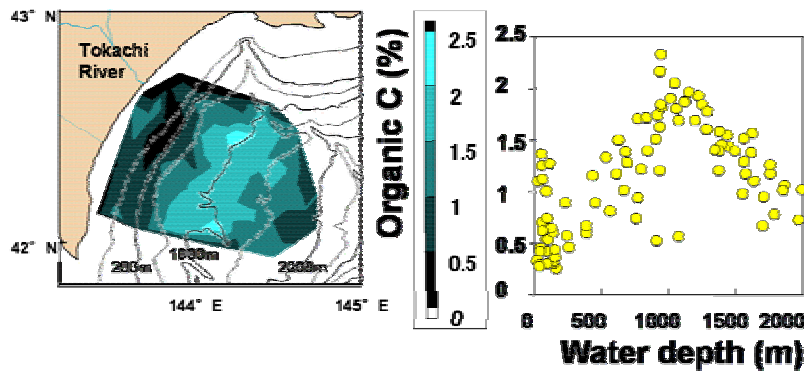 43° N
Tokachi
River
42° N
200m
1000m
2000m
144° E
145° E
Organic C (%)
2.5
2
1.5
1
0.5
0
2.5
2
1.5
1
0.5
0
0
500
1000
1500
2000
Water depth (m)